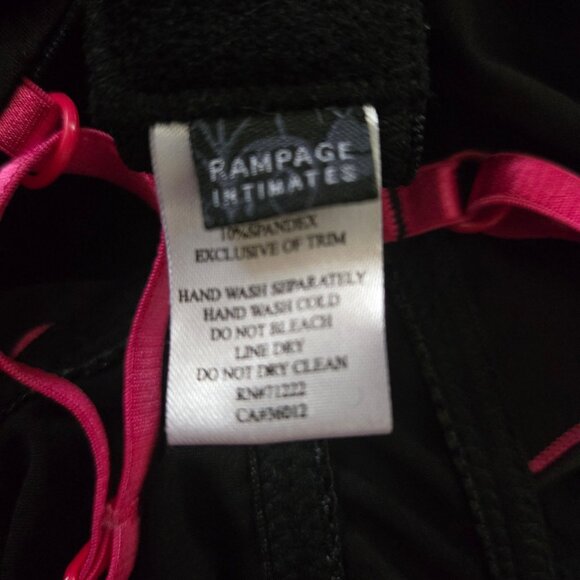 RAMPAGE
INTIMATES
10%SPANDEX
EXCLUSIVE OF TRIM
HAND WASH SEPARATELY
HAND WASH COLD
DO NOT BLEACH
LINE DRY
DO NOT DRY CLEAN
RN#71222
CA#36012